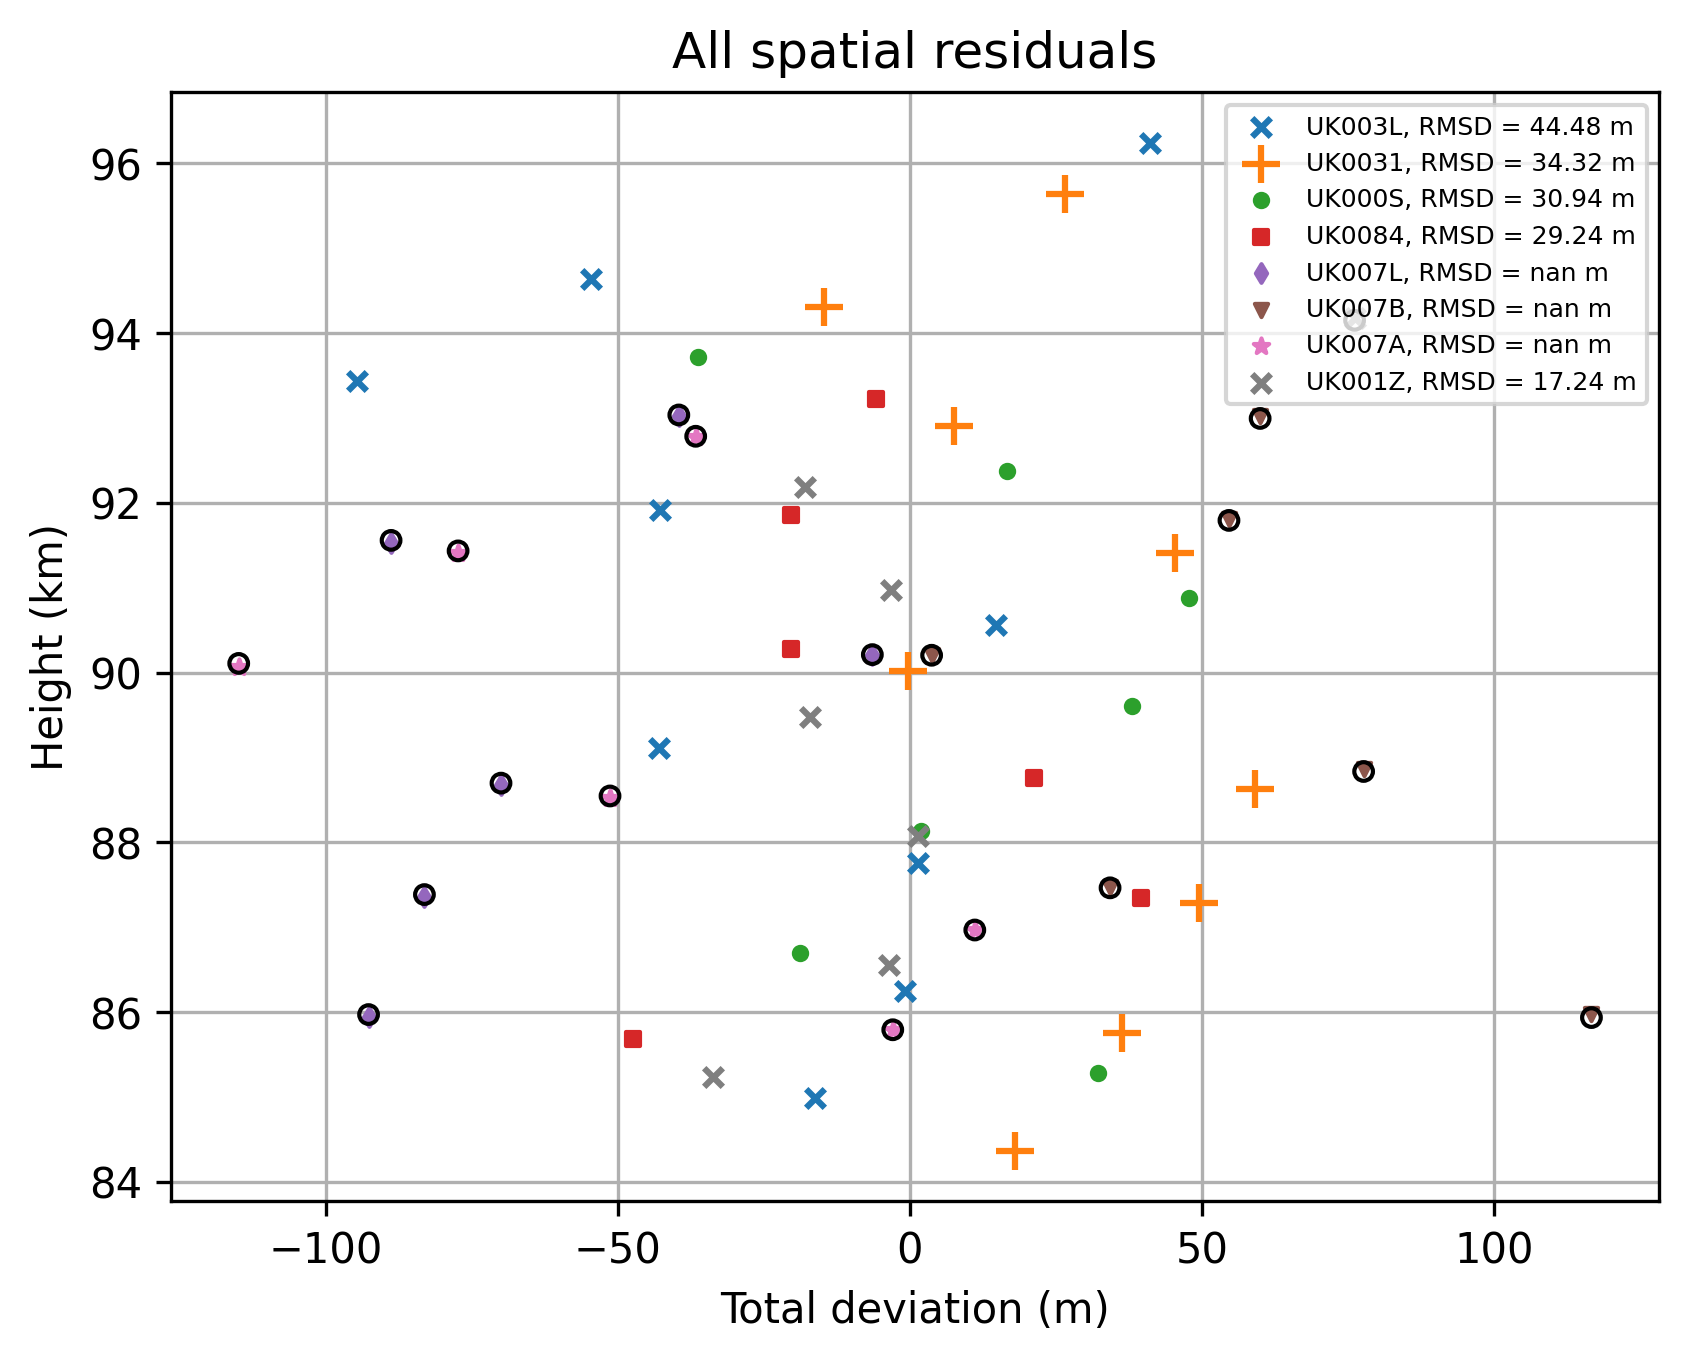 All spatial residuals
UK003L, RMSD = 44.48 m
UK0031, RMSD = 34.32 m
UK000S, RMSD = 30.94 m
UK0084, RMSD = 29.24 m
UK007L, RMSD = nan m
UK007B, RMSD = nan m
UK007A, RMSD = nan m
UK001Z, RMSD = 17.24 m
Height (km)
96
94
92
90
88
86
84
−100 −50 0 50 100
Total deviation (m)